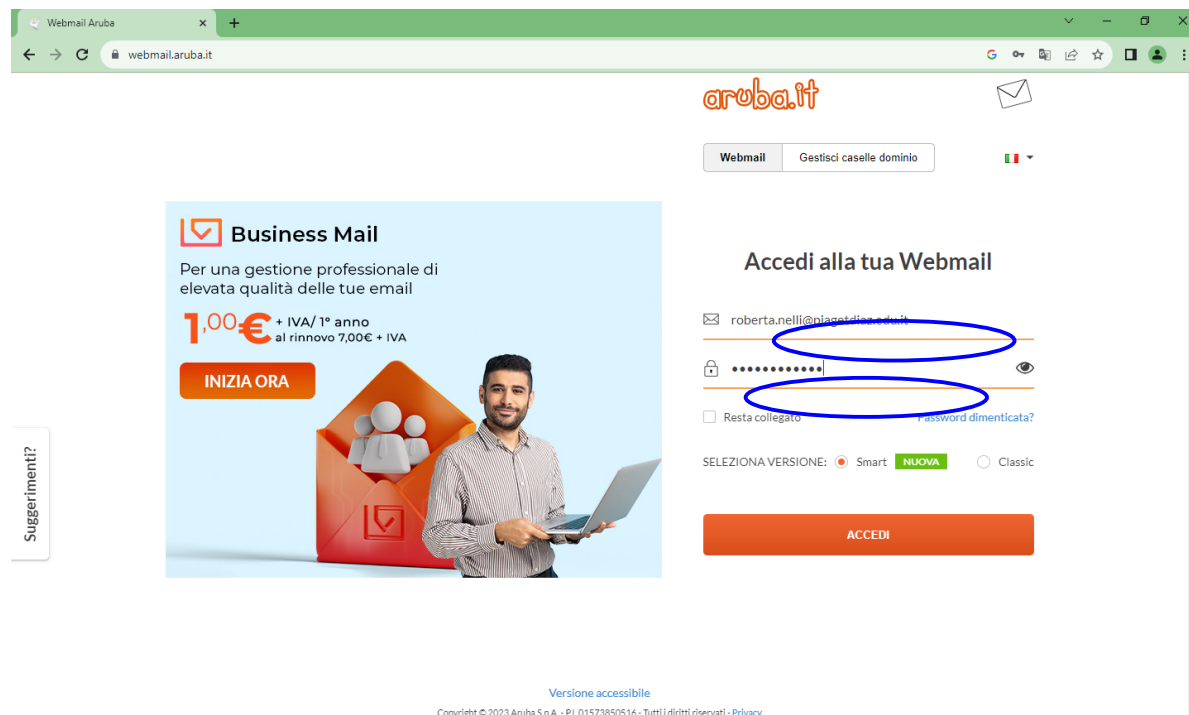 Webmail Aruba
webmail.aruba.it
aruba.it
Webmail Gestisci caselle dominio
Business Mail
Per una gestione professionale di
elevata qualità delle tue email
1,00€ + IVA/ 1° anno
al rinnovo 7,00€ + IVA
INIZIA ORA
Accedi alla tua Webmail
roberta.nelli@piagetdiaz.edu.it
••••••••••••
Resta collegato Password dimenticata?
SELEZIONA VERSIONE: Smart NUOVA Classic
ACCEDI
Suggerimenti?
Versione accessibile
Copyright © 2023 Aruba S.p.A. - P.I. 01573850516 - Tutti i diritti riservati - Privacy